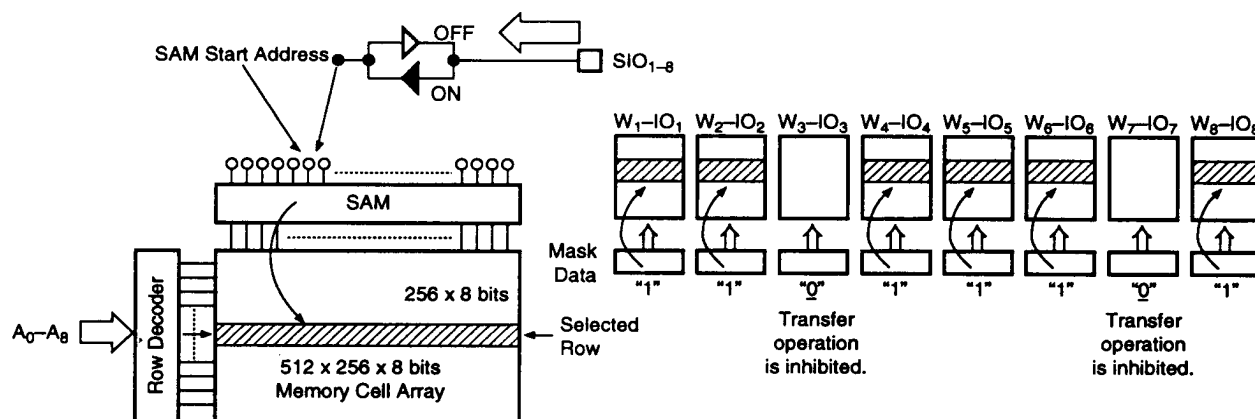 OFF
SAM Start Address
SIO₁₋₈
ON
W₁–IO₁ W₂–IO₂ W₃–IO₃ W₄–IO₄ W₅–IO₅ W₆–IO₆ W₇–IO₇ W₈–IO₈
SAM
Mask
Data
"1" "1" "0" "1" "1" "1" "0" "1"
Transfer
operation
is inhibited.
Transfer
operation
is inhibited.
Row Decoder
A₀–A₈
256 x 8 bits
Selected
Row
512 x 256 x 8 bits
Memory Cell Array